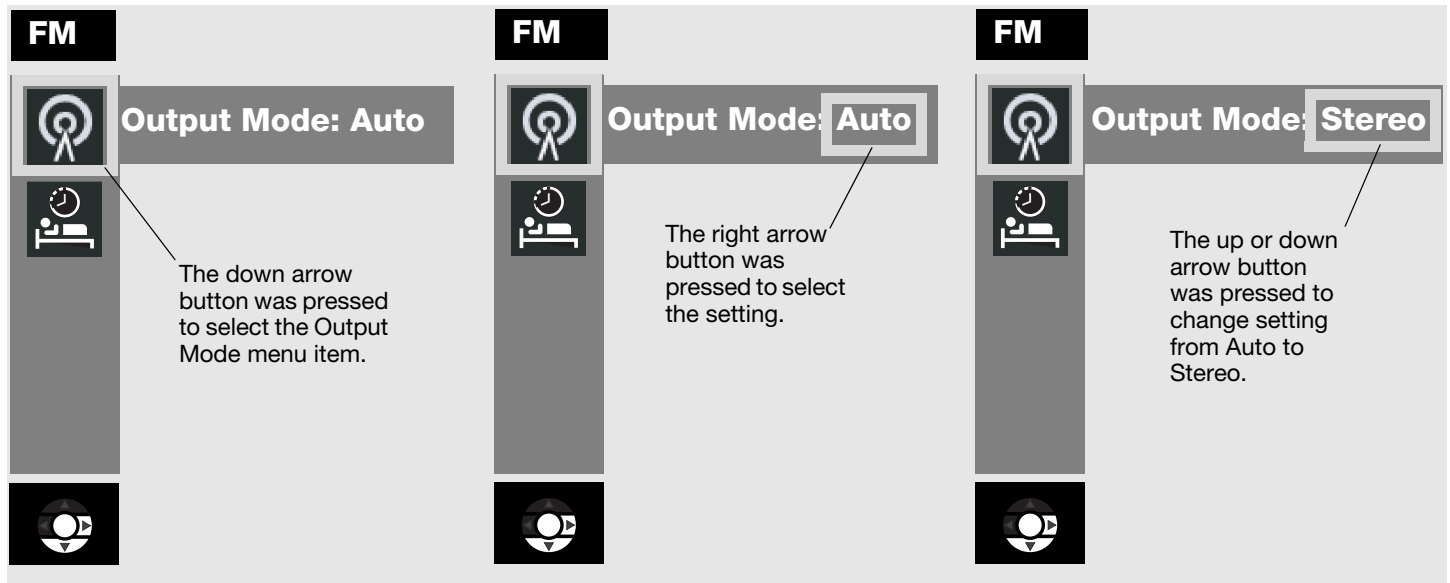 FM
Output Mode: Auto
The down arrow
button was pressed
to select the Output
Mode menu item.
FM
Output Mode: Auto
The right arrow
button was
pressed to select
the setting.
FM
Output Mode: Stereo
The up or down
arrow button
was pressed to
change setting
from Auto to
Stereo.